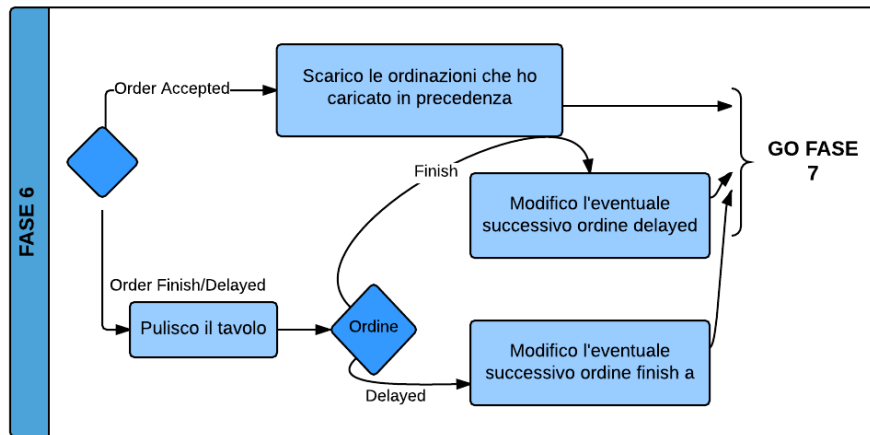 FASE 6
Order Accepted
Scarico le ordinazioni che ho
caricato in precedenza
GO FASE
7
Finish
Modifico l'eventuale
successivo ordine delayed
Order Finish/Delayed
Pulisco il tavolo
Ordine
Modifico l'eventuale
successivo ordine finish a
Delayed